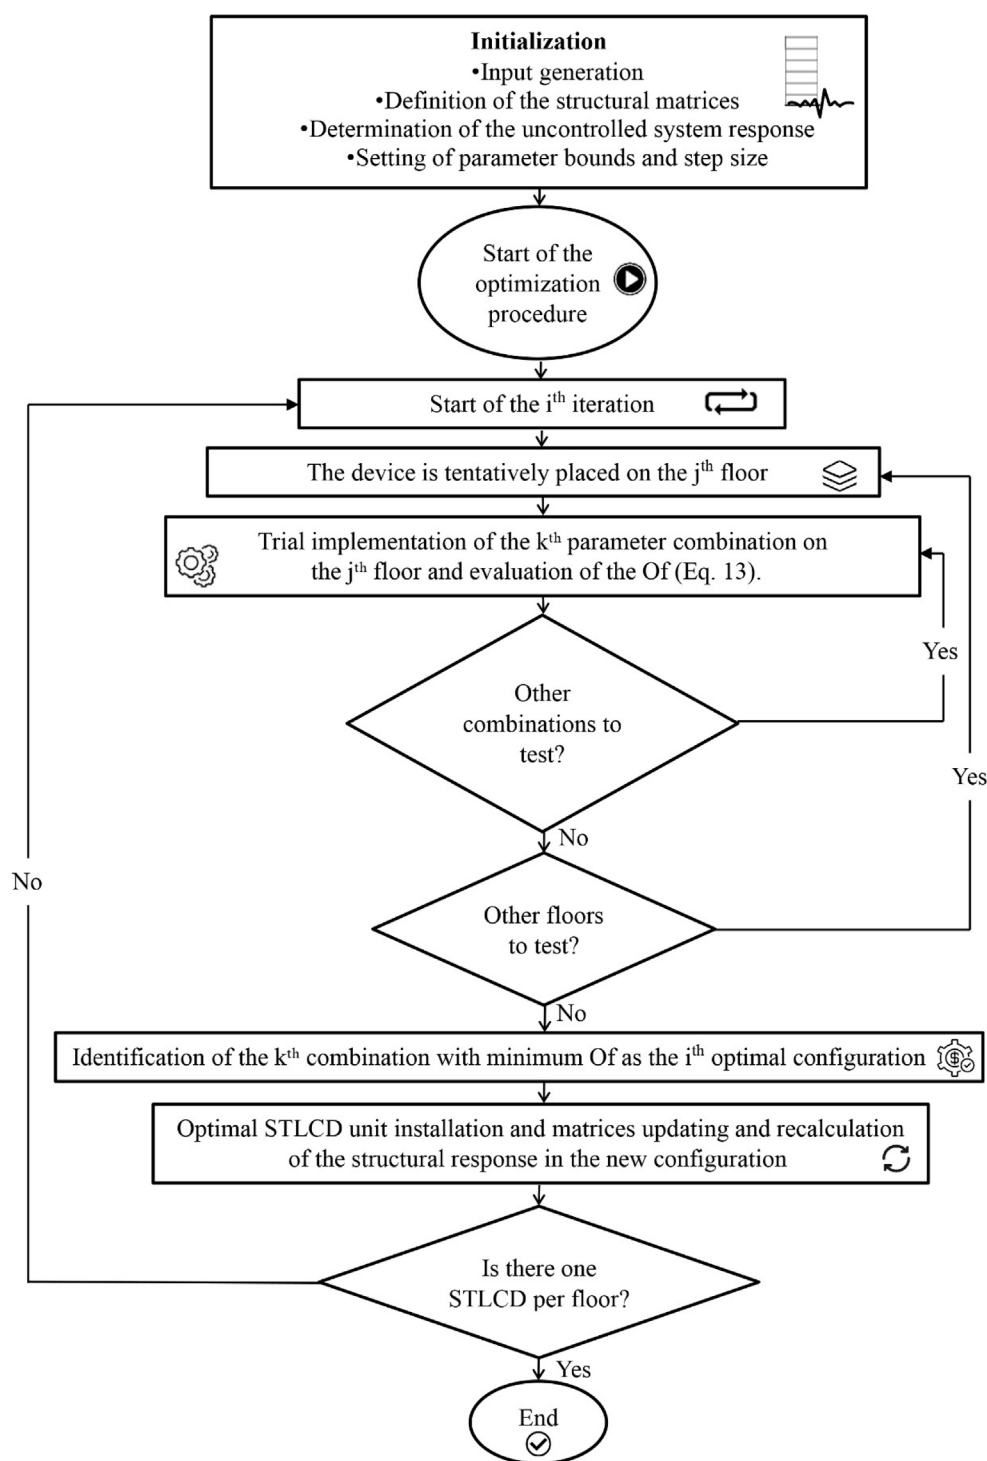 Initialization
•Input generation
•Definition of the structural matrices
•Determination of the uncontrolled system response
•Setting of parameter bounds and step size
Start of the
optimization
procedure
Start of the iᵗʰ iteration
The device is tentatively placed on the jᵗʰ floor
Trial implementation of the kᵗʰ parameter combination on
the jᵗʰ floor and evaluation of the Of (Eq. 13).
Yes
Other
combinations to
test?
Yes
No
No
Other floors
to test?
No
Identification of the kᵗʰ combination with minimum Of as the iᵗʰ optimal configuration
$
Optimal STLCD unit installation and matrices updating and recalculation
of the structural response in the new configuration
Is there one
STLCD per floor?
Yes
End